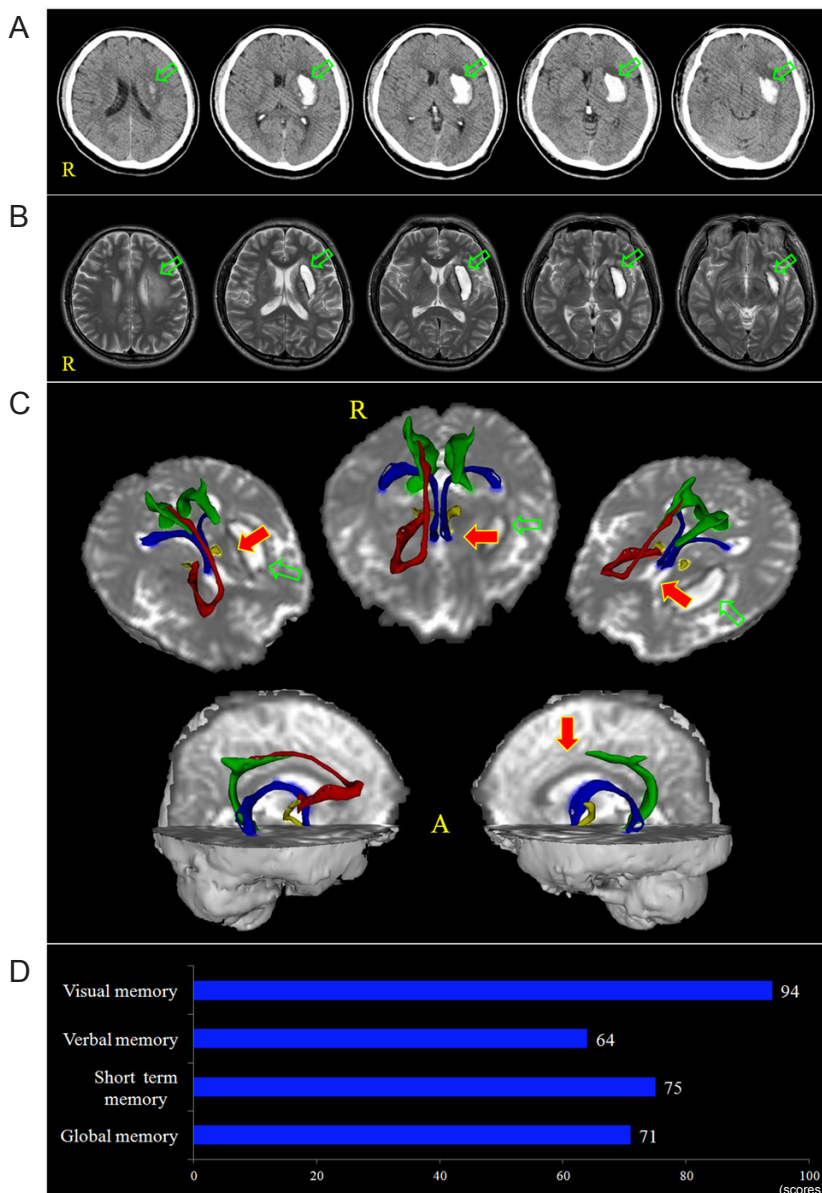 A
R
B
R
C
R
A
D
Visual memory 94
Verbal memory 64
Short term
memory 75
Global memory 71
0 20 40 60 80 100
(scores